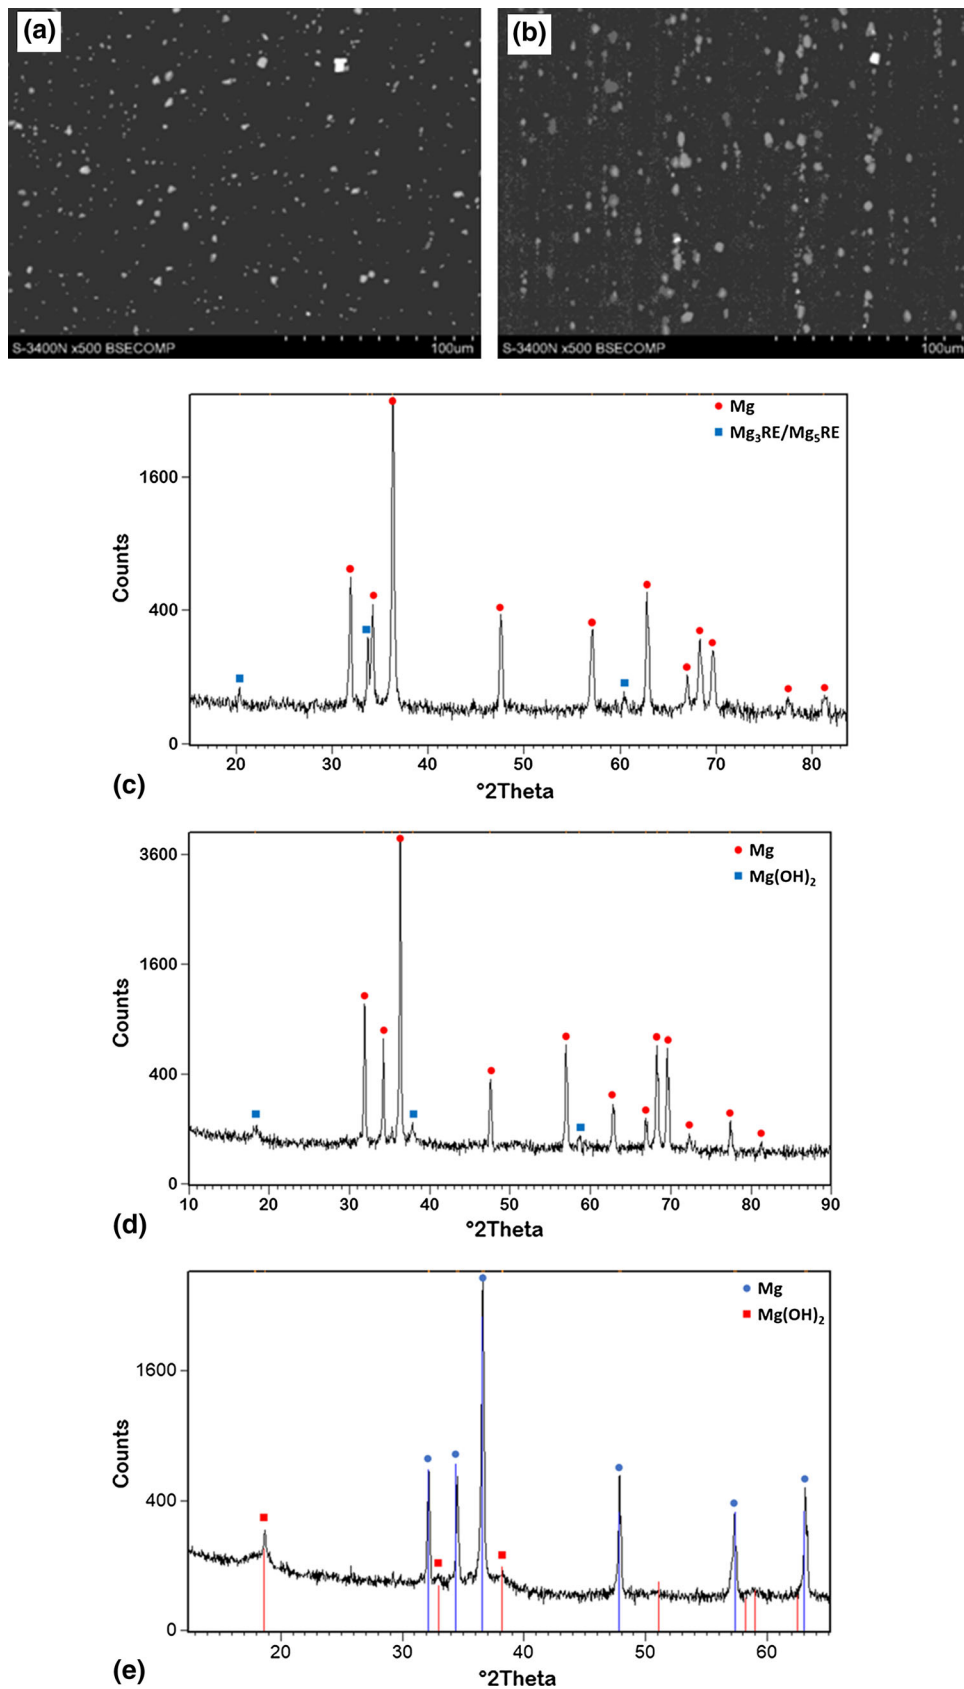 (a)
(b)
S-3400N x500 BSECOMP 100um
S-3400N x500 BSECOMP 100um
Mg
Mg₃RE/Mg₅RE
1600
400
0
Counts
20 30 40 50 60 70 80
°2Theta
(c)
Mg
Mg(OH)₂
3600
1600
400
0
Counts
10 20 30 40 50 60 70 80 90
°2Theta
(d)
Mg
Mg(OH)₂
1600
400
0
Counts
20 30 40 50 60
°2Theta
(e)